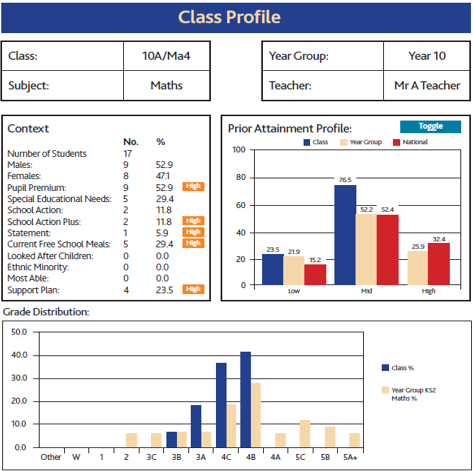 Class Profile
Class: 10A/Ma4
Subject: Maths
Year Group: Year 10
Teacher: Mr A Teacher
Context
No. %
Number of Students 17
Males: 9 52.9
Females: 8 47.1
Pupil Premium: 9 52.9 High
Special Educational Needs: 5 29.4
School Action: 2 11.8
School Action Plus: 2 11.8 High
Statement: 1 5.9 High
Current Free School Meals: 5 29.4 High
Looked After Children: 0 0.0
Ethnic Minority: 0 0.0
Most Able: 0 0.0
Support Plan: 4 23.5 High
Prior Attainment Profile: Toggle
Class Year Group National
100
80
60
40
20
0
23.5 21.9 15.2
76.5 52.2 52.4
25.9 32.4
Low Mid High
Grade Distribution:
50.0
40.0
30.0
20.0
10.0
0.0
Other W 1 2 3C 3B 3A 4C 4B 4A 5C 5B 5A+
Class %
Year Group KS2
Maths %